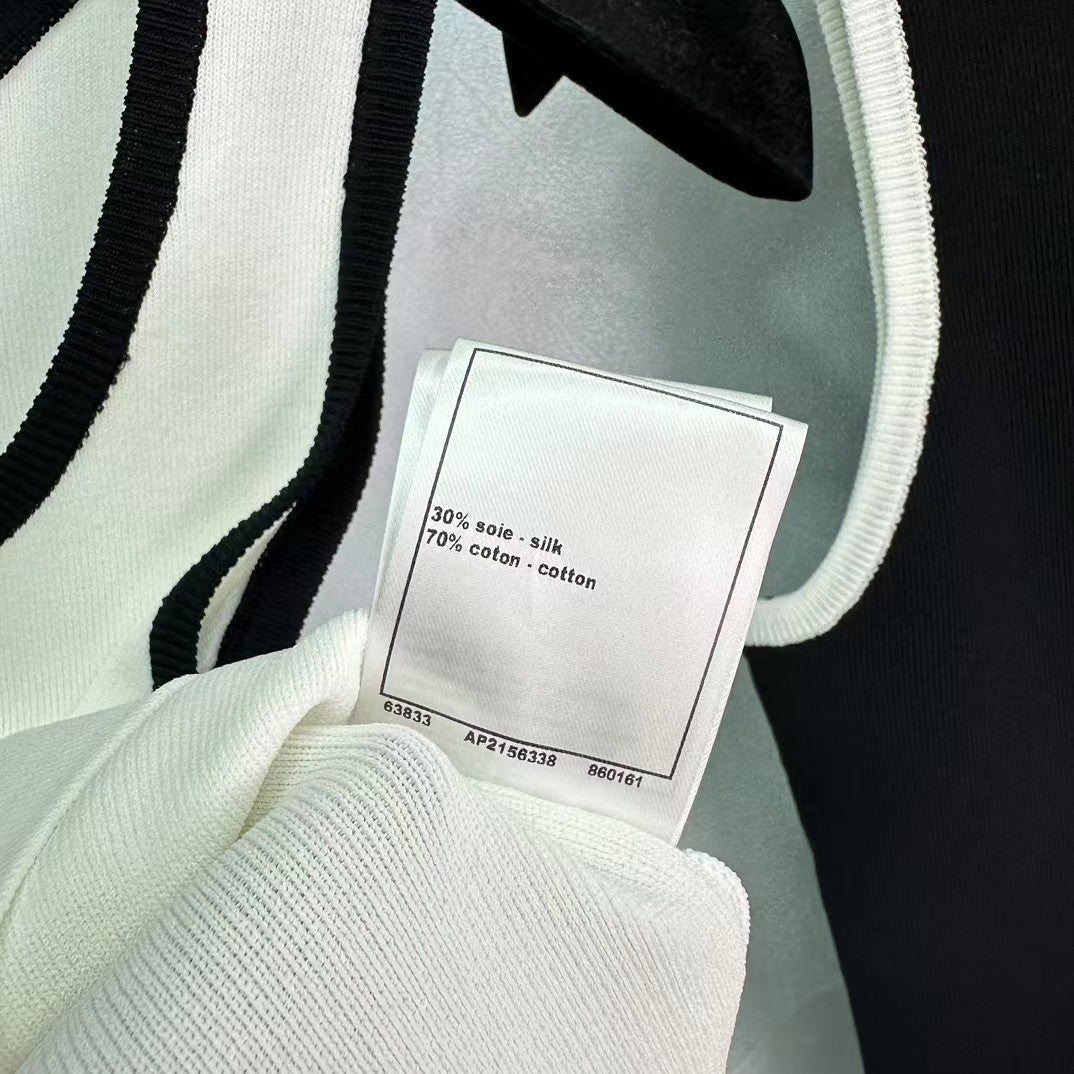 30% soie - silk
70% coton - cotton
63833 AP2156338 860161